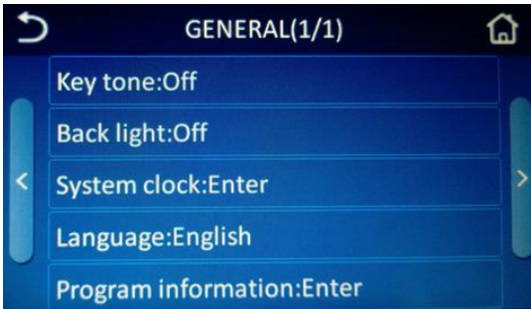 GENERAL(1/1)
Key tone:Off
Back light:Off
System clock:Enter
Language:English
Program information:Enter